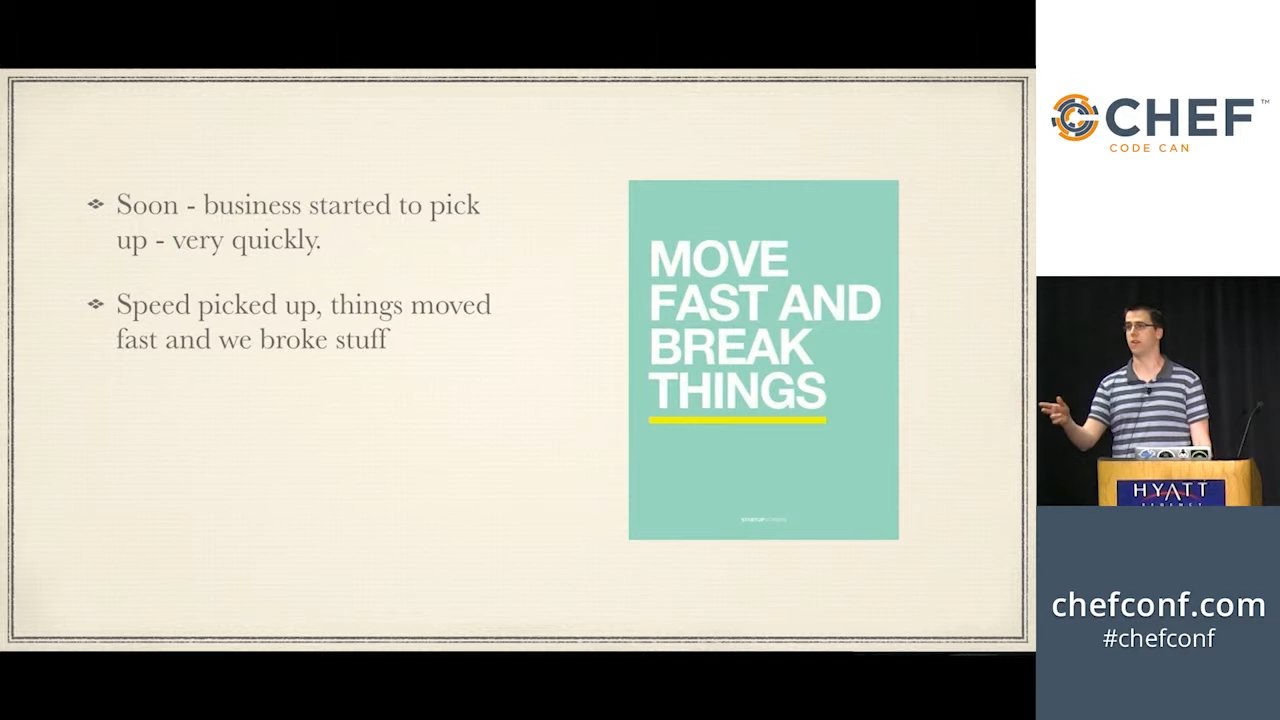 Soon - business started to pick
up - very quickly.
Speed picked up, things moved
fast and we broke stuff
MOVE
FAST AND
BREAK
THINGS
CHEF™
CODE CAN
HYATT
chefconf.com
#chefconf